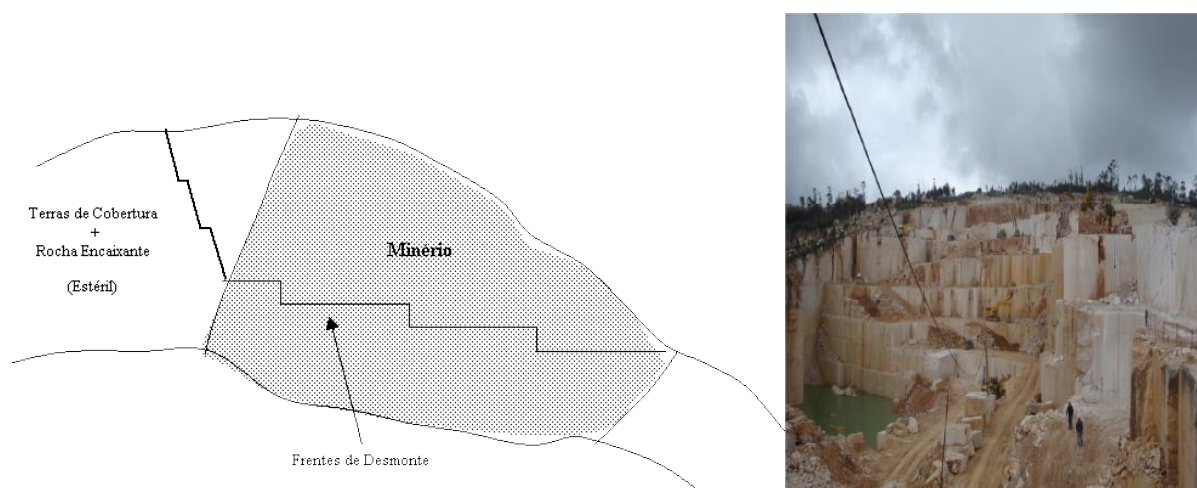 Terras de Cobertura
+
Rocha Encaixante
(Estéril)
Minério
Frentes de Desmonte